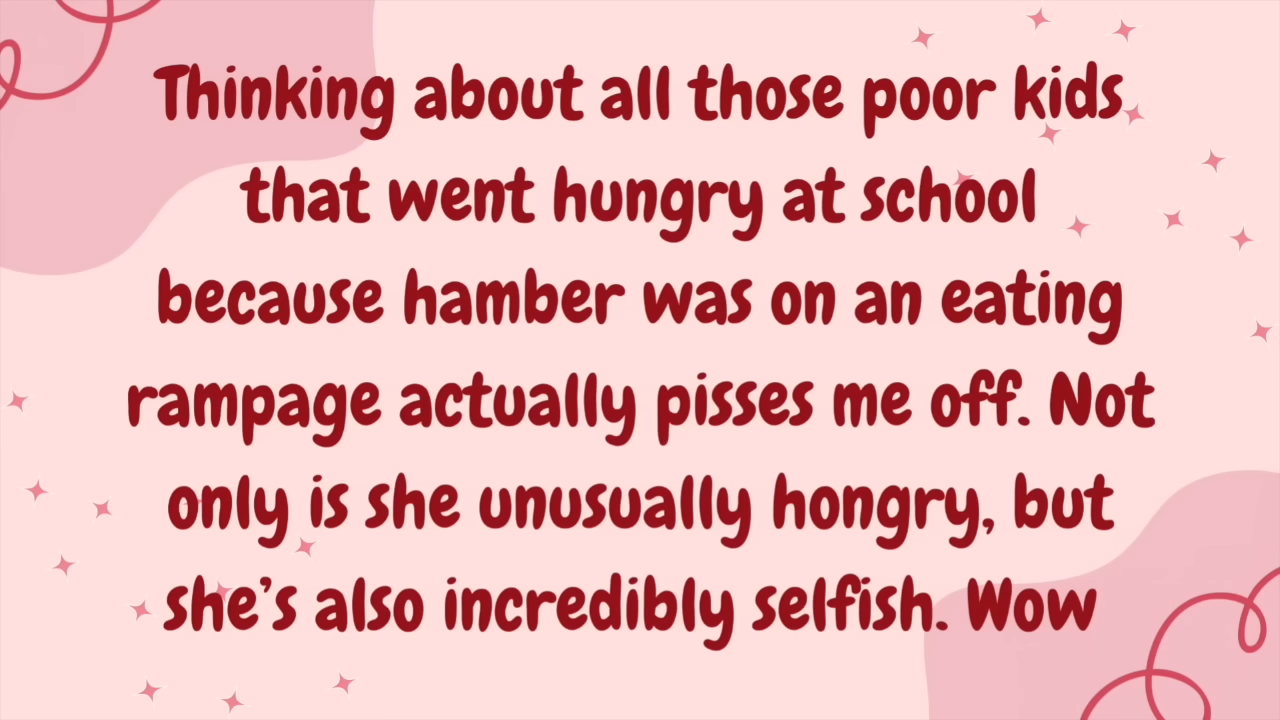 Thinking about all those poor kids
that went hungry at school
because hamber was on an eating
rampage actually pisses me off. Not
only is she unusually hongry, but
she's also incredibly selfish. Wow